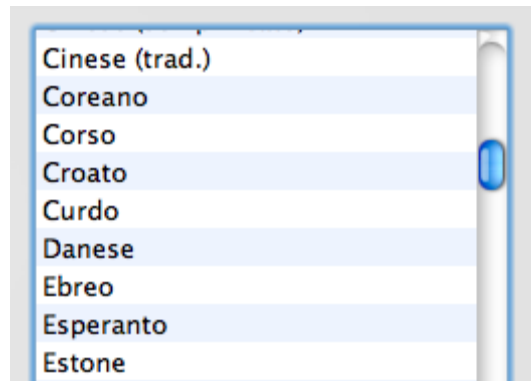 Cinese (trad.)
Coreano
Corso
Croato
Curdo
Danese
Ebreo
Esperanto
Estone